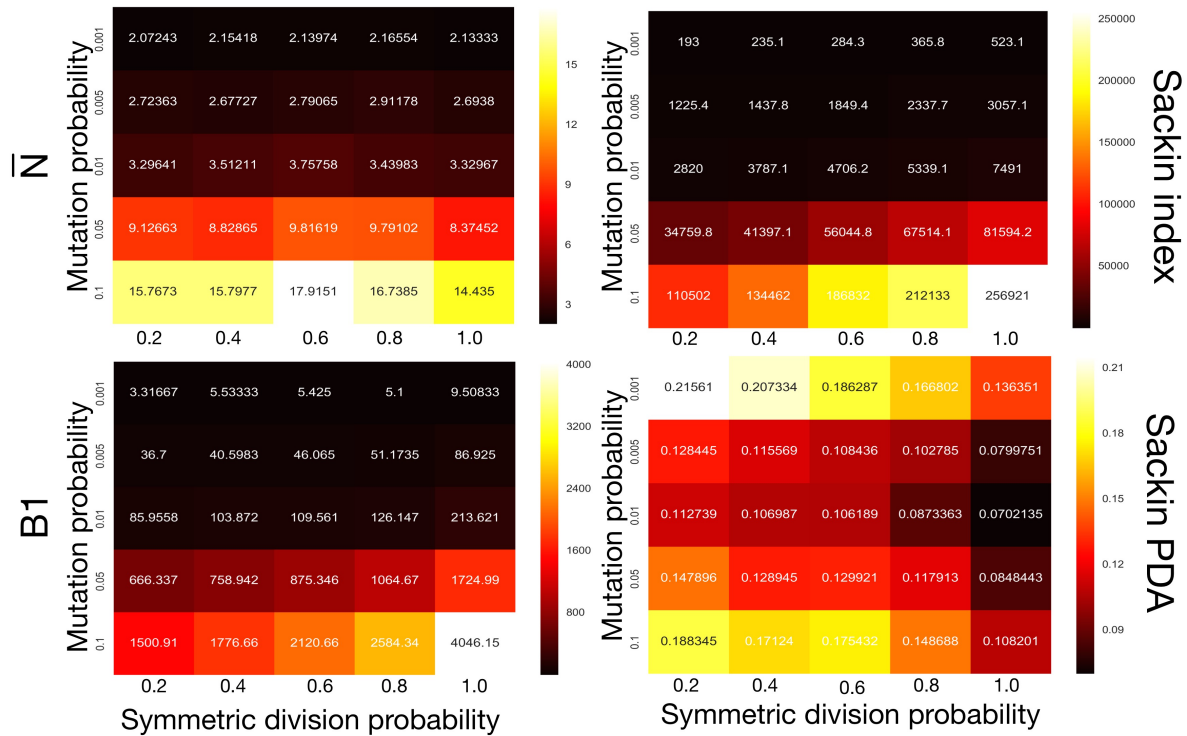 N̅
Mutation probability
0.001 2.07243 2.15418 2.13974 2.16554 2.13333
0.005 2.72363 2.67727 2.79065 2.91178 2.6938
0.01 3.29641 3.51211 3.75758 3.43983 3.32967
0.05 9.12663 8.82865 9.81619 9.79102 8.37452
0.1 15.7673 15.7977 17.9151 16.7385 14.435
0.2 0.4 0.6 0.8 1.0
15
12
9
6
3
Mutation probability
0.001 193 235.1 284.3 365.8 523.1
0.005 1225.4 1437.8 1849.4 2337.7 3057.1
0.01 2820 3787.1 4706.2 5339.1 7491
0.05 34759.8 41397.1 56044.8 67514.1 81594.2
0.1 110502 134462 186832 212133 256921
0.2 0.4 0.6 0.8 1.0
250000
200000
150000
100000
50000
Sackin index
B1
Mutation probability
0.001 3.31667 5.53333 5.425 5.1 9.50833
0.005 36.7 40.5983 46.065 51.1735 86.925
0.01 85.9558 103.872 109.561 126.147 213.621
0.05 666.337 758.942 875.346 1064.67 1724.99
0.1 1500.91 1776.66 2120.66 2584.34 4046.15
0.2 0.4 0.6 0.8 1.0
Symmetric division probability
4000
3200
2400
1600
800
Mutation probability
0.001 0.21561 0.207334 0.186287 0.166802 0.136351
0.005 0.128445 0.115569 0.108436 0.102785 0.0799751
0.01 0.112739 0.106987 0.106189 0.0873363 0.0702135
0.05 0.147896 0.128945 0.129921 0.117913 0.0848443
0.1 0.188345 0.17124 0.175432 0.148688 0.108201
0.2 0.4 0.6 0.8 1.0
Symmetric division probability
0.21
0.18
0.15
0.12
0.09
Sackin PDA